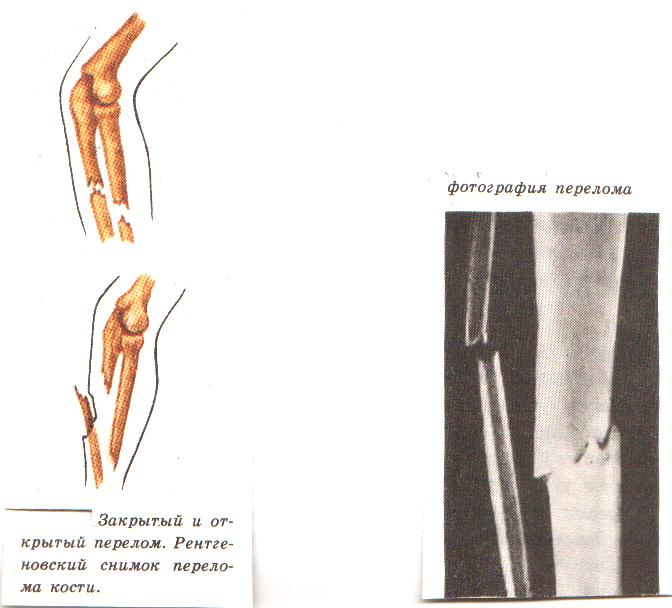 фотография перелома
Закрытый и от-
крытый перелом. Рентге-
новский снимок перело-
ма кости.